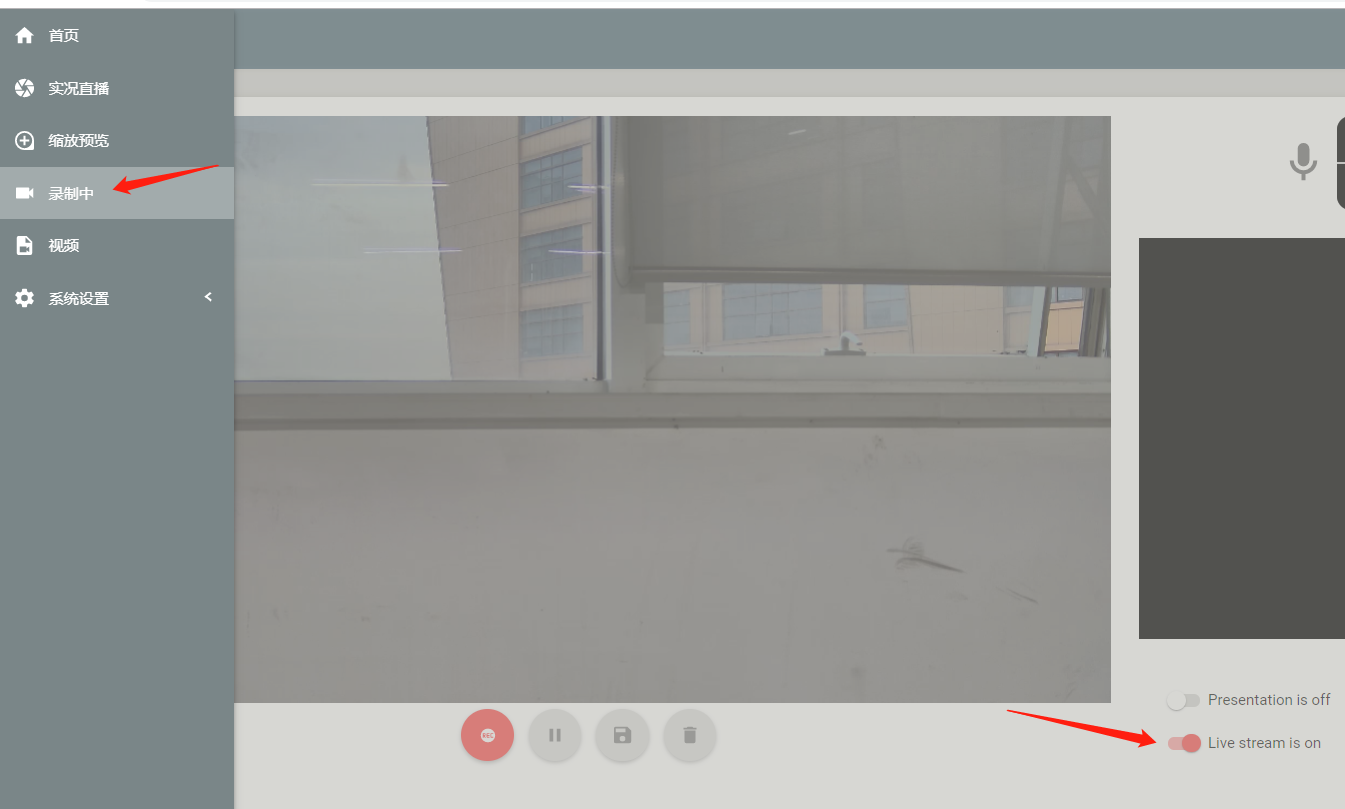 首页
实况直播
缩放预览
录制中
视频
系统设置
REC
Presentation is off
Live stream is on